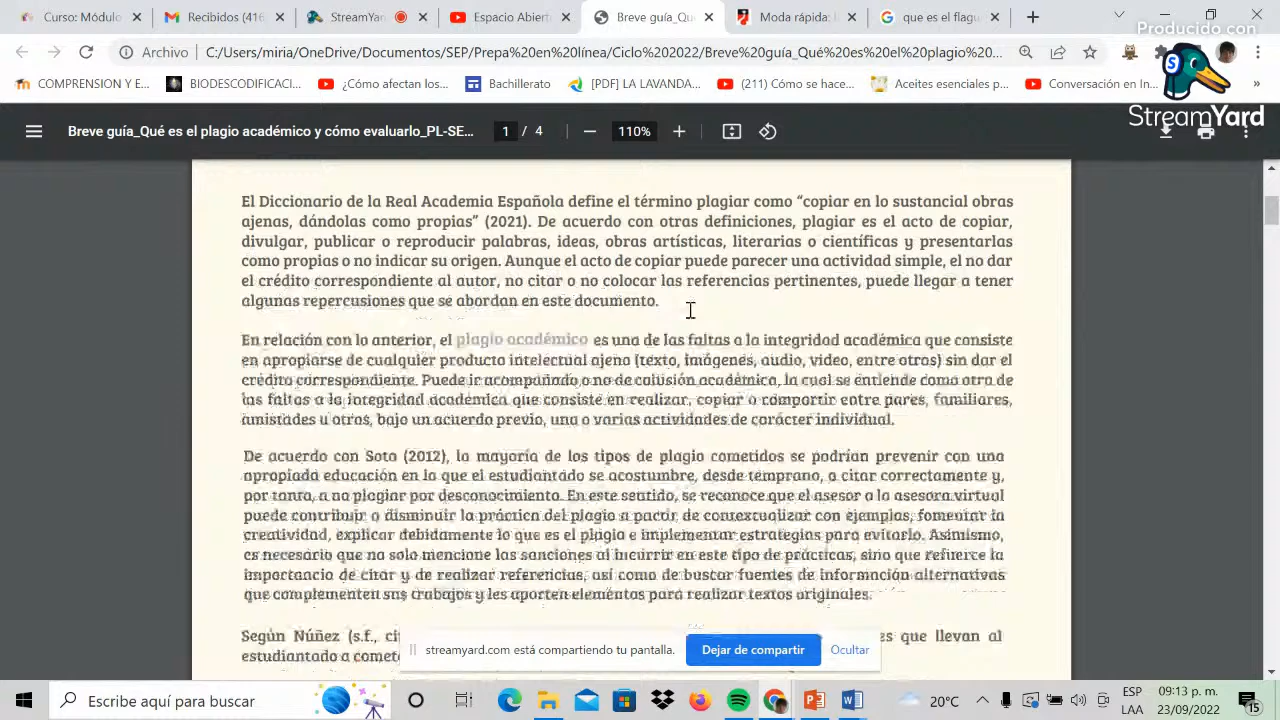 Curso: Módulo
Recibidos (416
StreamYar
Espacio Abiert
Breve guía_Qu
Moda rápida: l
que es el flagu
Producido con
Archivo
C:/Users/miria/OneDrive/Documentos/SEP/Prepa%20en%20línea/Ciclo%202022/Breve%20guía_Qué%20es%20el%20plagio%20...
COMPRENSION Y E...
BIODESCODIFICACI...
¿Cómo afectan los...
Bachillerato
[PDF] LA LAVANDA...
(211) Cómo se hace...
Aceites esenciales p...
Conversación en In...
»
StreamYard
Breve guía_Qué es el plagio académico y cómo evaluarlo_PL-SE...
1 / 4
110%
El Diccionario de la Real Academia Española define el término plagiar como “copiar en lo sustancial obras
ajenas, dándolas como propias” (2021). De acuerdo con otras definiciones, plagiar es el acto de copiar,
divulgar, publicar o reproducir palabras, ideas, obras artísticas, literarias o científicas y presentarlas
como propias o no indicar su origen. Aunque el acto de copiar puede parecer una actividad simple, el no dar
el crédito correspondiente al autor, no citar o no colocar las referencias pertinentes, puede llegar a tener
algunas repercusiones que se abordan en este documento.
En relación con lo anterior, el plagio académico es una de las faltas a la integridad académica que consiste
en apropiarse de cualquier producto intelectual ajeno (texto, imágenes, audio, video, entre otros) sin dar el
crédito correspondiente. Puede ir acompañado o no de colusión académica, la cual se entiende como otra de
las faltas a la integridad académica que consiste en realizar, copiar o compartir entre pares, familiares,
amistades u otros, bajo un acuerdo previo, una o varias actividades de carácter individual.
De acuerdo con Soto (2012), la mayoría de los tipos de plagio cometidos se podrían prevenir con una
apropiada educación en la que el estudiantado se acostumbre, desde temprano, a citar correctamente y,
por tanto, a no plagiar por desconocimiento. En este sentido, se reconoce que el asesor o la asesora virtual
puede contribuir a disminuir la práctica del plagio a partir de contextualizar con ejemplos, fomentar la
creatividad, explicar debidamente lo que es el plagio e implementar estrategias para evitarlo. Asimismo,
es necesario que no solo mencione las sanciones al incurrir en este tipo de prácticas, sino que refuerce la
importancia de citar y de realizar referencias, así como de buscar fuentes de información alternativas
que complementen sus trabajos y les aporten elementos para realizar textos originales.
Según Núñez (s.f., ci
es que llevan al
estudiantado a comet
streamyard.com está compartiendo tu pantalla.
Dejar de compartir
Ocultar
Escribe aquí para buscar
20°C
ESP
LAA
09:13 p. m.
23/09/2022
15